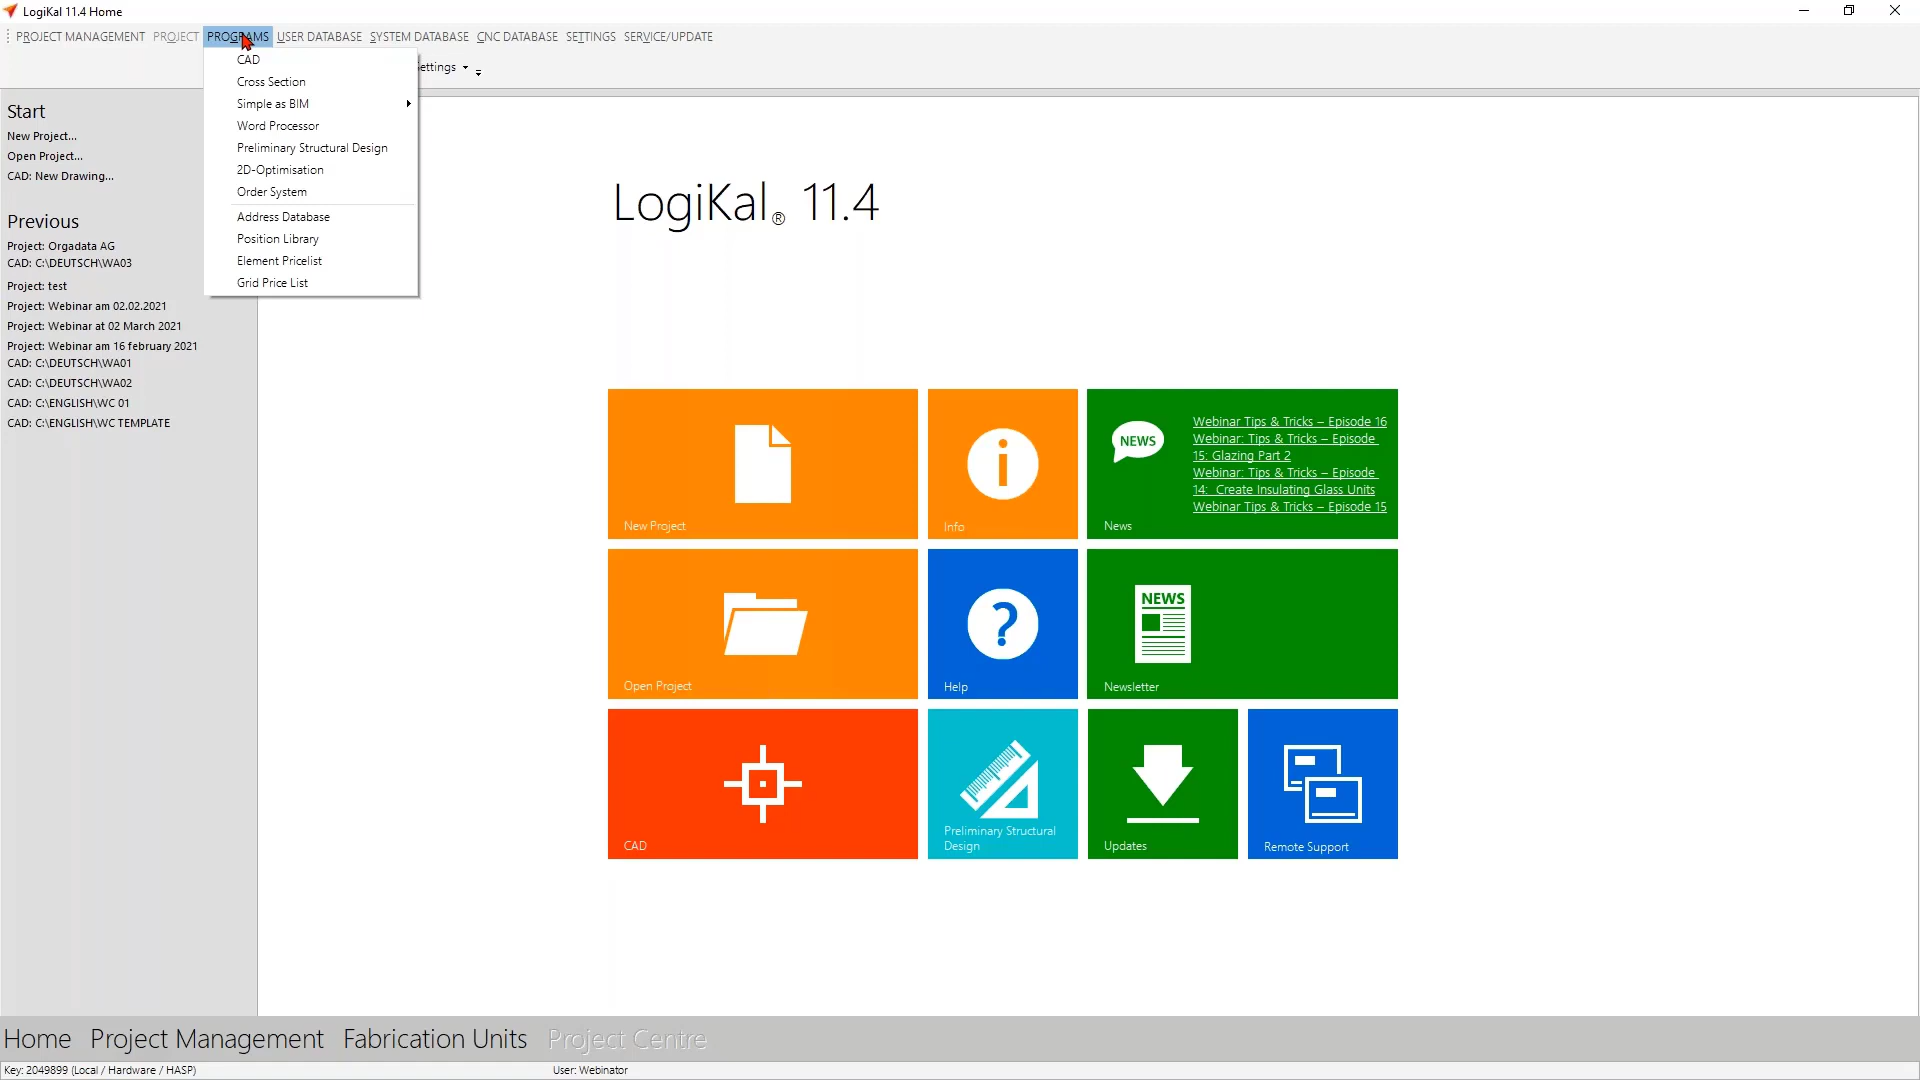 LogiKal 11.4 Home
PROJECT MANAGEMENT PROJECT PROGRAMS USER DATABASE SYSTEM DATABASE CNC DATABASE SETTINGS SERVICE/UPDATE
CAD
Cross Section
Simple as BIM
Word Processor
Preliminary Structural Design
2D-Optimisation
Order System
Address Database
Position Library
Element Pricelist
Grid Price List
Start
New Project...
Open Project...
CAD: New Drawing...
Previous
Project: Orgadata AG
CAD: C:\DEUTSCH\WA03
Project: test
Project: Webinar am 02.02.2021
Project: Webinar at 02 March 2021
Project: Webinar am 16 february 2021
CAD: C:\DEUTSCH\WA01
CAD: C:\DEUTSCH\WA02
CAD: C:\ENGLISH\WC 01
CAD: C:\ENGLISH\WC TEMPLATE
LogiKal® 11.4
New Project
Info
NEWS
Webinar Tips & Tricks – Episode 16
Webinar: Tips & Tricks – Episode
15: Glazing Part 2
Webinar: Tips & Tricks – Episode
14: Create Insulating Glass Units
Webinar Tips & Tricks – Episode 15
News
Open Project
Help
NEWS
Newsletter
CAD
Preliminary Structural
Design
Updates
Remote Support
Home Project Management Fabrication Units Project Centre
Key: 2049899 (Local / Hardware / HASP)
User: Webinator